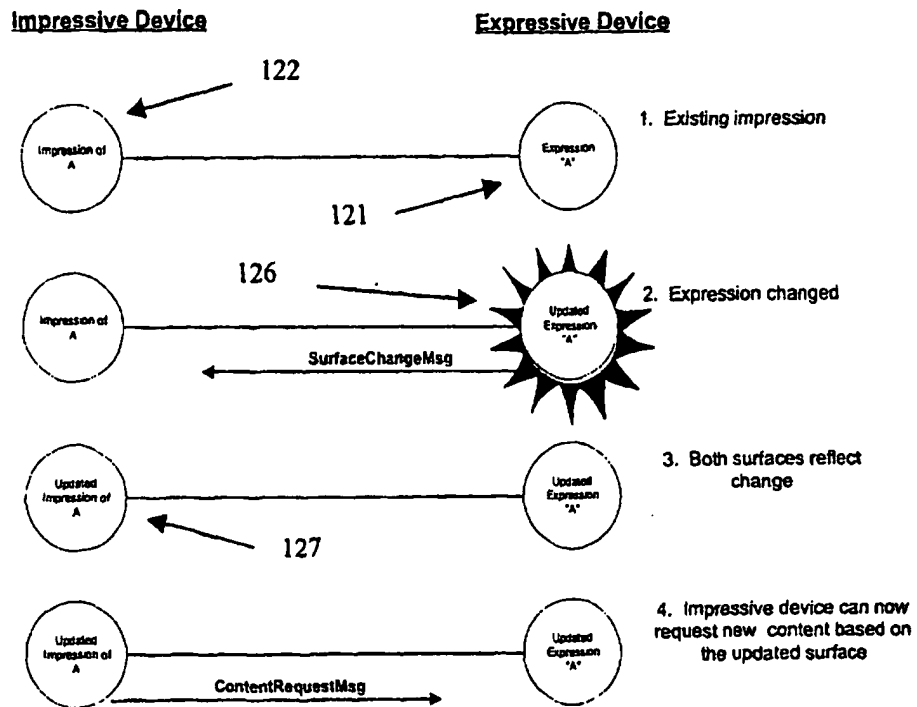 Impressive Device
Expressive Device
122
Impression of
A
Expression
"A"
1. Existing impression
121
126
Impression of
A
Updated
Expression
"A"
2. Expression changed
SurfaceChangeMsg
Updated
Impression of
A
Updated
Expression
"A"
3. Both surfaces reflect
change
127
Updated
Impression of
A
Updated
Expression
"A"
4. Impressive device can now
request new content based on
the updated surface
ContentRequestMsg